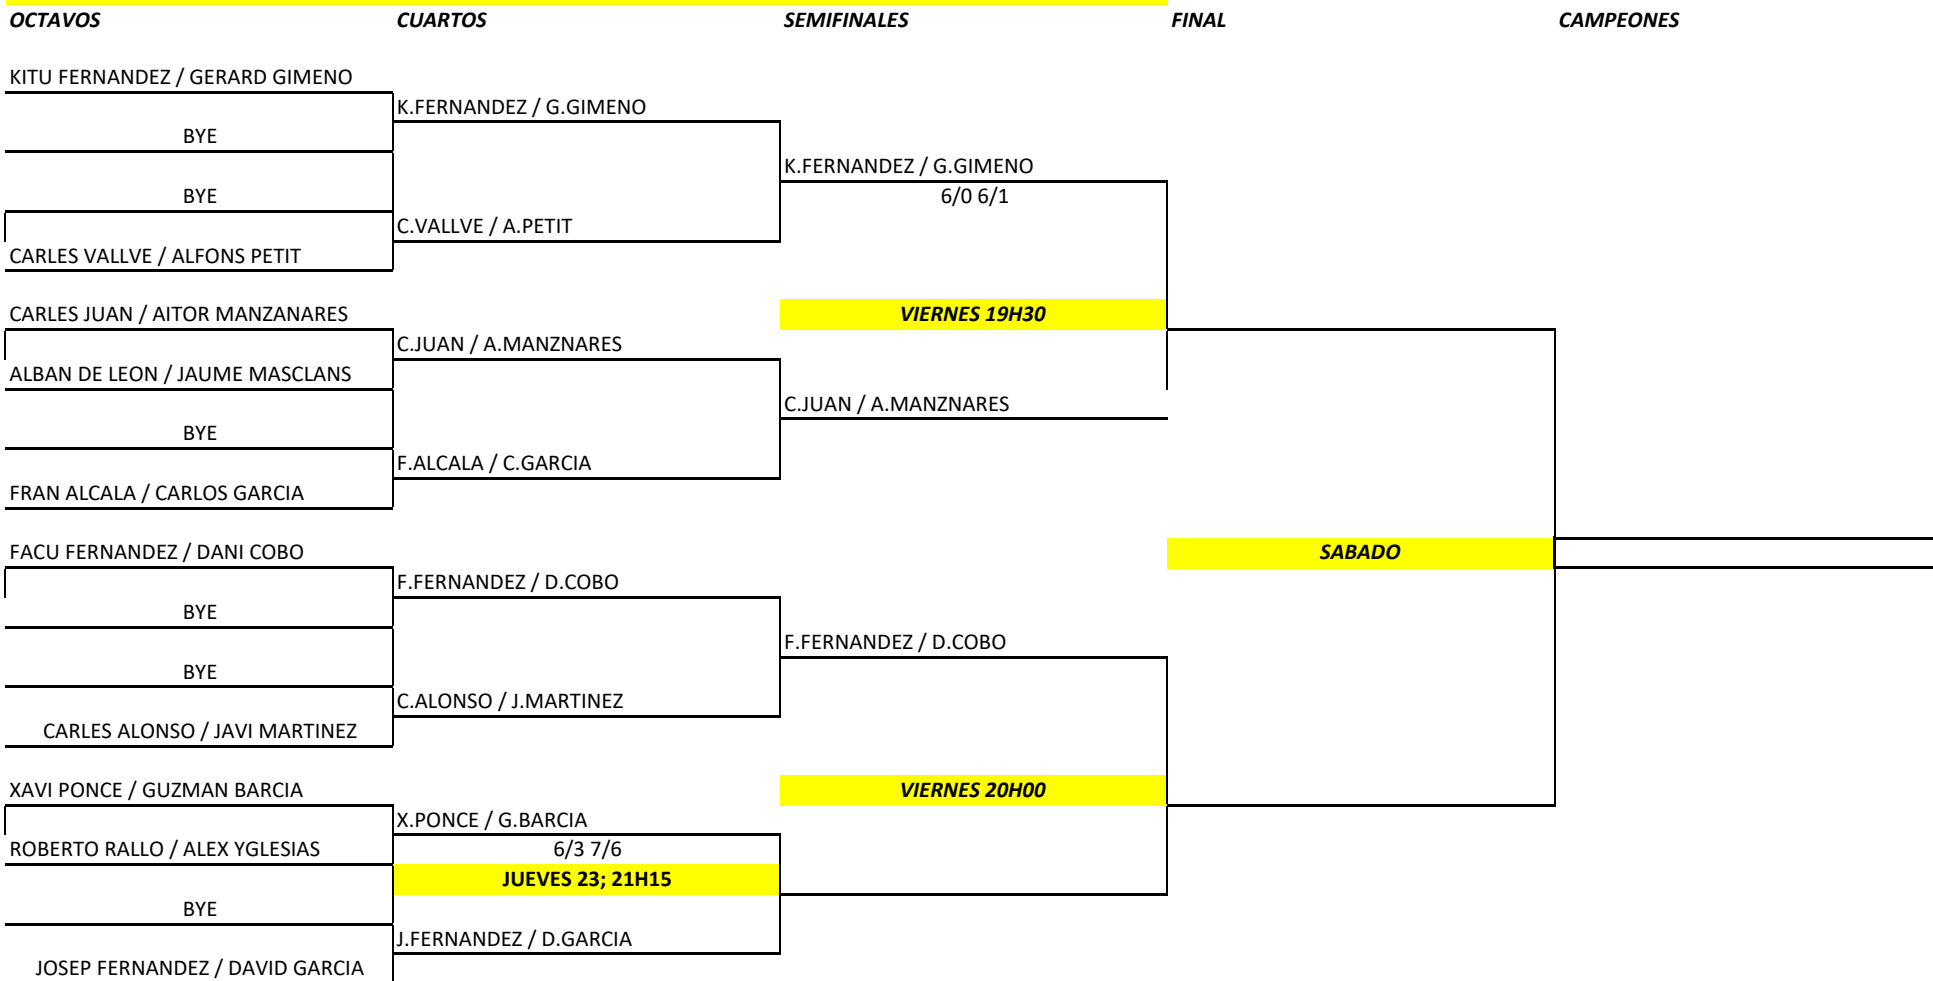 OCTAVOS CUARTOS SEMIFINALES FINAL CAMPEONES
KITU FERNANDEZ / GERARD GIMENO
K.FERNANDEZ / G.GIMENO
BYE
K.FERNANDEZ / G.GIMENO
BYE 6/0 6/1
C.VALLVE / A.PETIT
CARLES VALLVE / ALFONS PETIT
CARLES JUAN / AITOR MANZANARES VIERNES 19H30
C.JUAN / A.MANZNARES
ALBAN DE LEON / JAUME MASCLANS
C.JUAN / A.MANZNARES
BYE
F.ALCALA / C.GARCIA
FRAN ALCALA / CARLOS GARCIA
FACU FERNANDEZ / DANI COBO SABADO
F.FERNANDEZ / D.COBO
BYE
F.FERNANDEZ / D.COBO
BYE
C.ALONSO / J.MARTINEZ
CARLES ALONSO / JAVI MARTINEZ
XAVI PONCE / GUZMAN BARCIA VIERNES 20H00
X.PONCE / G.BARCIA
ROBERTO RALLO / ALEX YGLESIAS 6/3 7/6
JUEVES 23; 21H15
BYE
J.FERNANDEZ / D.GARCIA
JOSEP FERNANDEZ / DAVID GARCIA